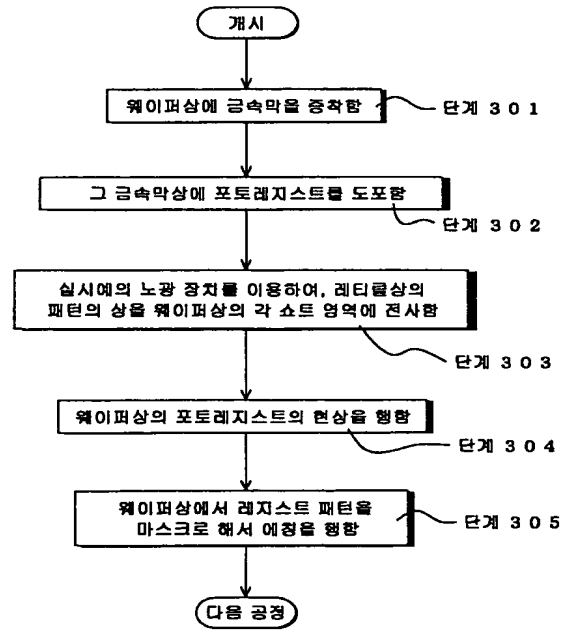 개시
웨이퍼상에 금속막을 증착함
단계 301
그 금속막상에 포토레지스트를 도포함
단계 302
실시예의 노광 장치를 이용하여, 레티클상의
패턴의 상을 웨이퍼상의 각 쇼트 영역에 전사함
단계 303
웨이퍼상의 포토레지스트의 현상을 행함
단계 304
웨이퍼상에서 레지스트 패턴을
마스크로 해서 에칭을 행함
단계 305
다음 공정